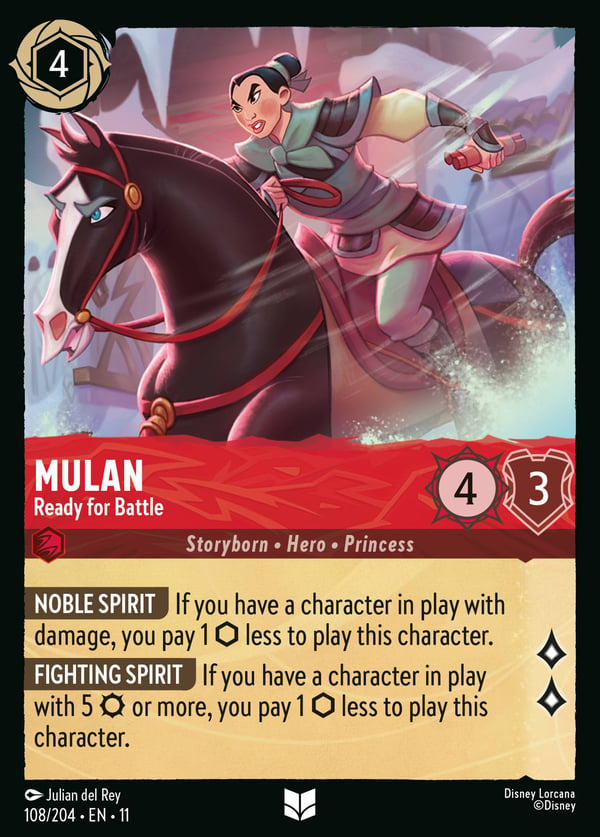 4
MULAN
Ready for Battle
4
3
Storyborn • Hero • Princess
NOBLE SPIRIT If you have a character in play with
damage, you pay 1 ⬡ less to play this character.
FIGHTING SPIRIT If you have a character in play
with 5 ¤ or more, you pay 1 ⬡ less to play this
character.
Julian del Rey
108/204 • EN • 11
Disney Lorcana
©Disney